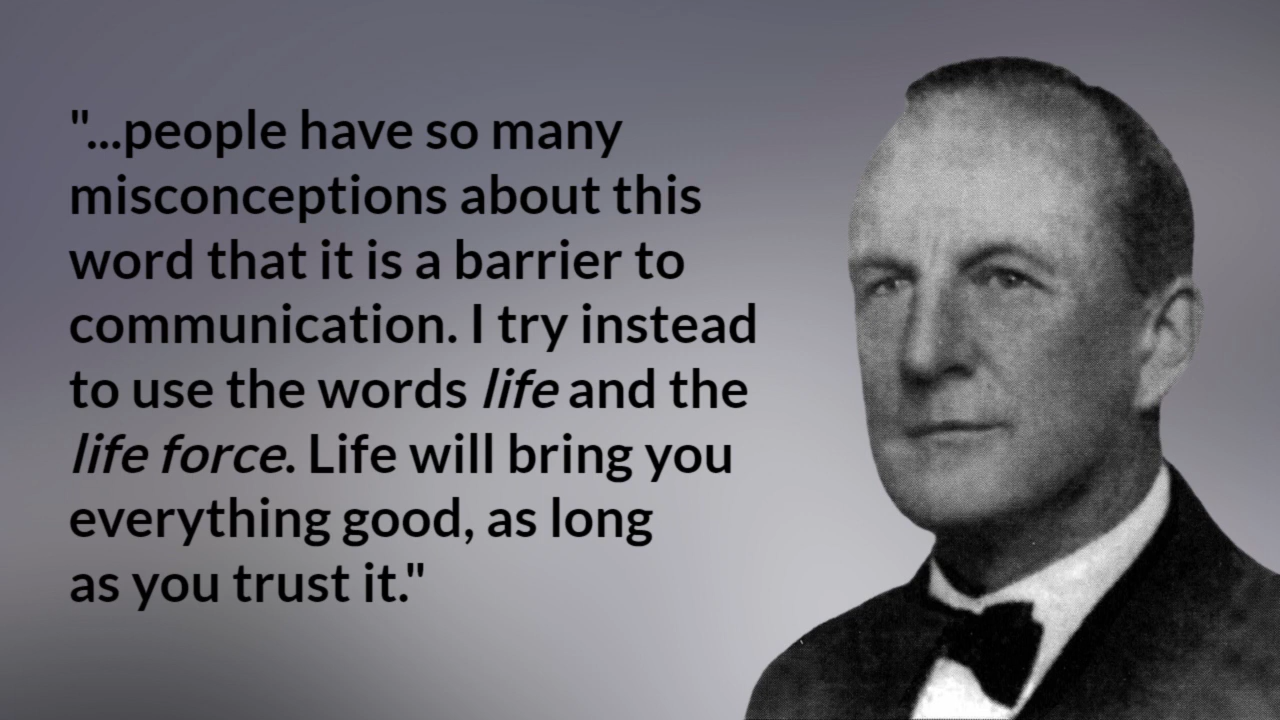 "...people have so many
misconceptions about this
word that it is a barrier to
communication. I try instead
to use the words life and the
life force. Life will bring you
everything good, as long
as you trust it."